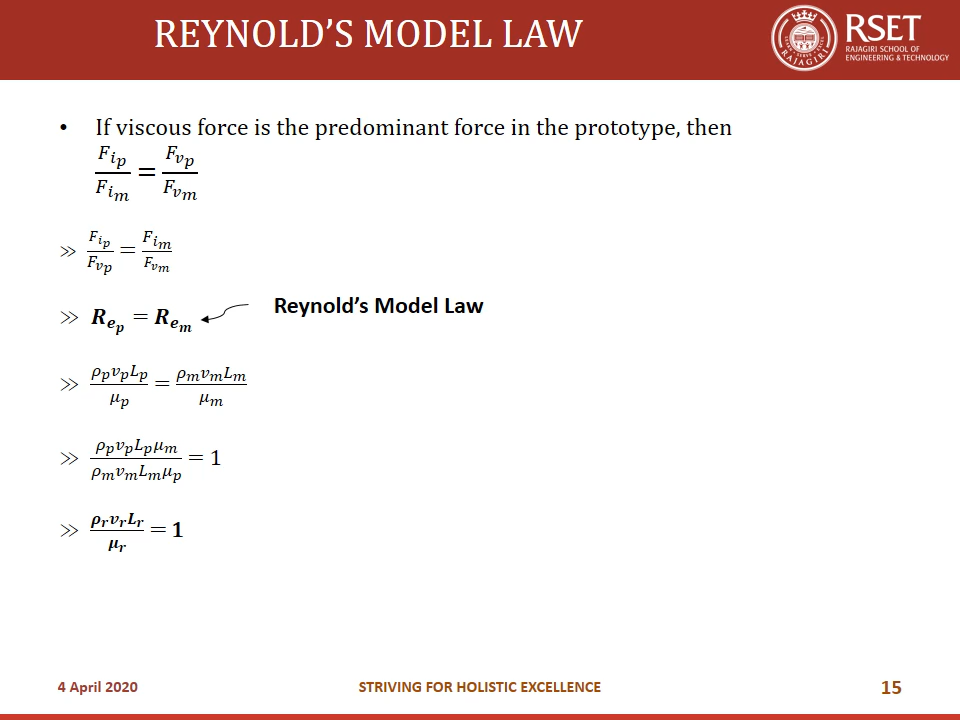 REYNOLD'S MODEL LAW
RAJAGIRI
RSET
RAJAGIRI SCHOOL OF
ENGINEERING & TECHNOLOGY
• If viscous force is the predominant force in the prototype, then
F_{i_p}/F_{i_m} = F_{v_p}/F_{v_m}
≫ F_{i_p}/F_{v_p} = F_{i_m}/F_{v_m}
≫ R_{e_p} = R_{e_m} Reynold's Model Law
≫ ρ_p v_p L_p/μ_p = ρ_m v_m L_m/μ_m
≫ ρ_p v_p L_p μ_m/ρ_m v_m L_m μ_p = 1
≫ ρ_r v_r L_r/μ_r = 1
4 April 2020
STRIVING FOR HOLISTIC EXCELLENCE
15